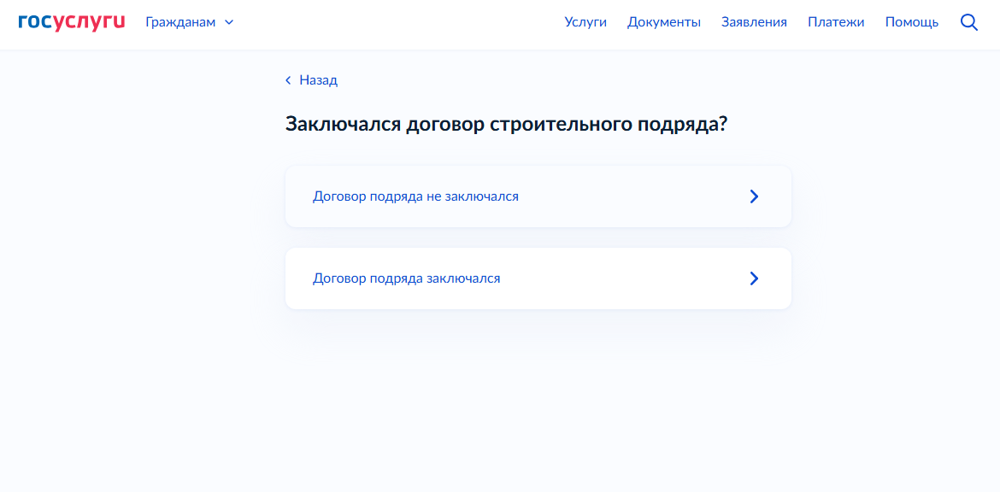 госуслуги Гражданам Услуги Документы Заявления Платежи Помощь
Назад
Заключался договор строительного подряда?
Договор подряда не заключался
Договор подряда заключался